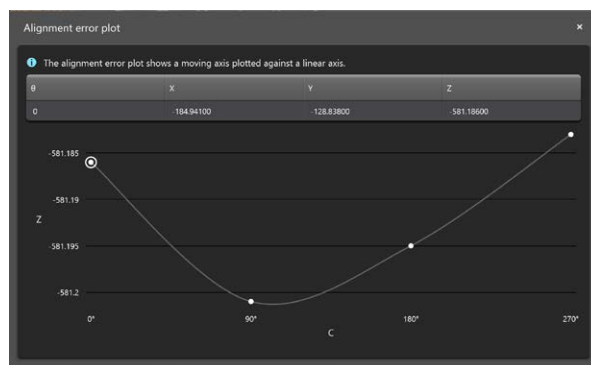 Alignment error plot ×
i The alignment error plot shows a moving axis plotted against a linear axis.
θ X Y Z
0 -184.94100 -128.83800 -581.18600
-581.185
-581.19
Z
-581.195
-581.2
0° 90° 180° 270°
C